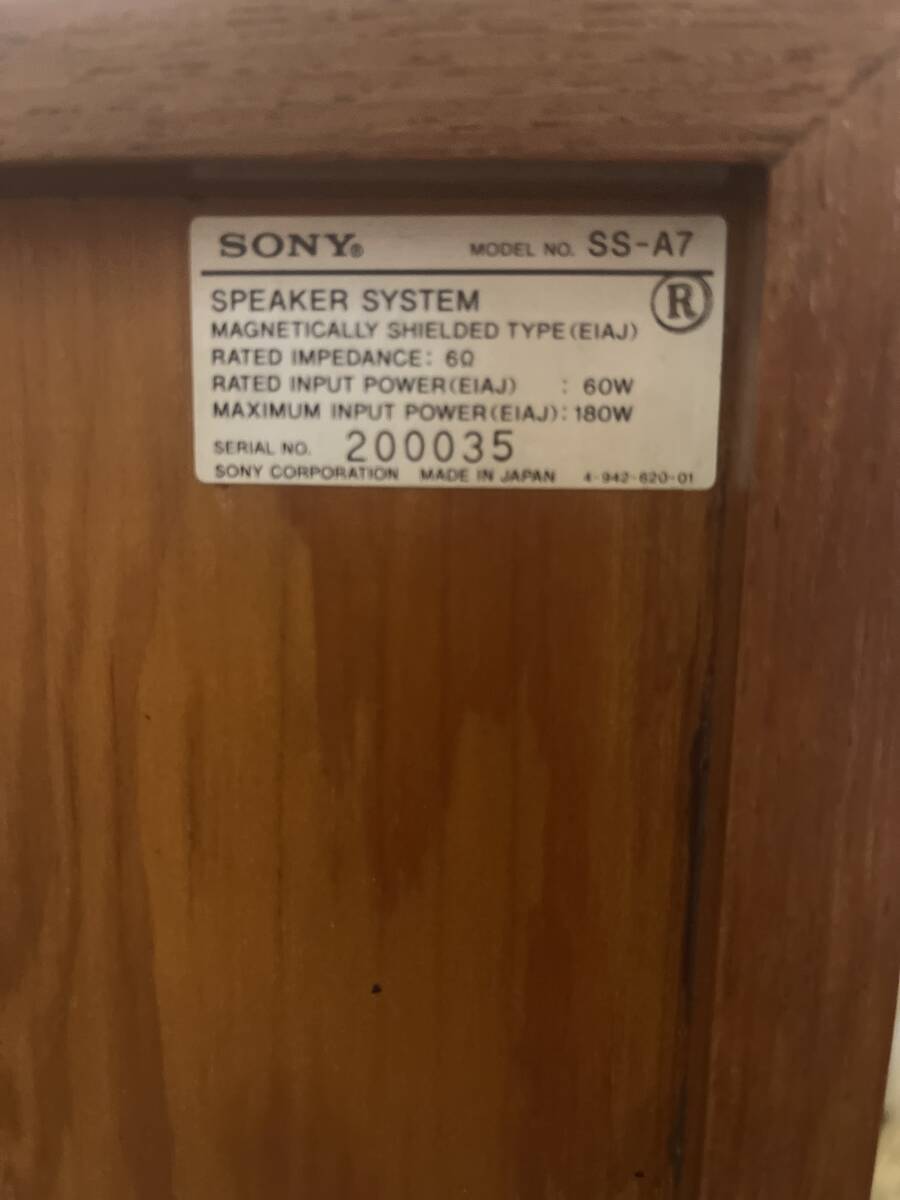 SONY® MODEL NO. SS-A7
SPEAKER SYSTEM R
MAGNETICALLY SHIELDED TYPE(EIAJ)
RATED IMPEDANCE: 6Ω
RATED INPUT POWER(EIAJ) : 60W
MAXIMUM INPUT POWER(EIAJ): 180W
SERIAL NO. 200035
SONY CORPORATION MADE IN JAPAN 4-942-620-01